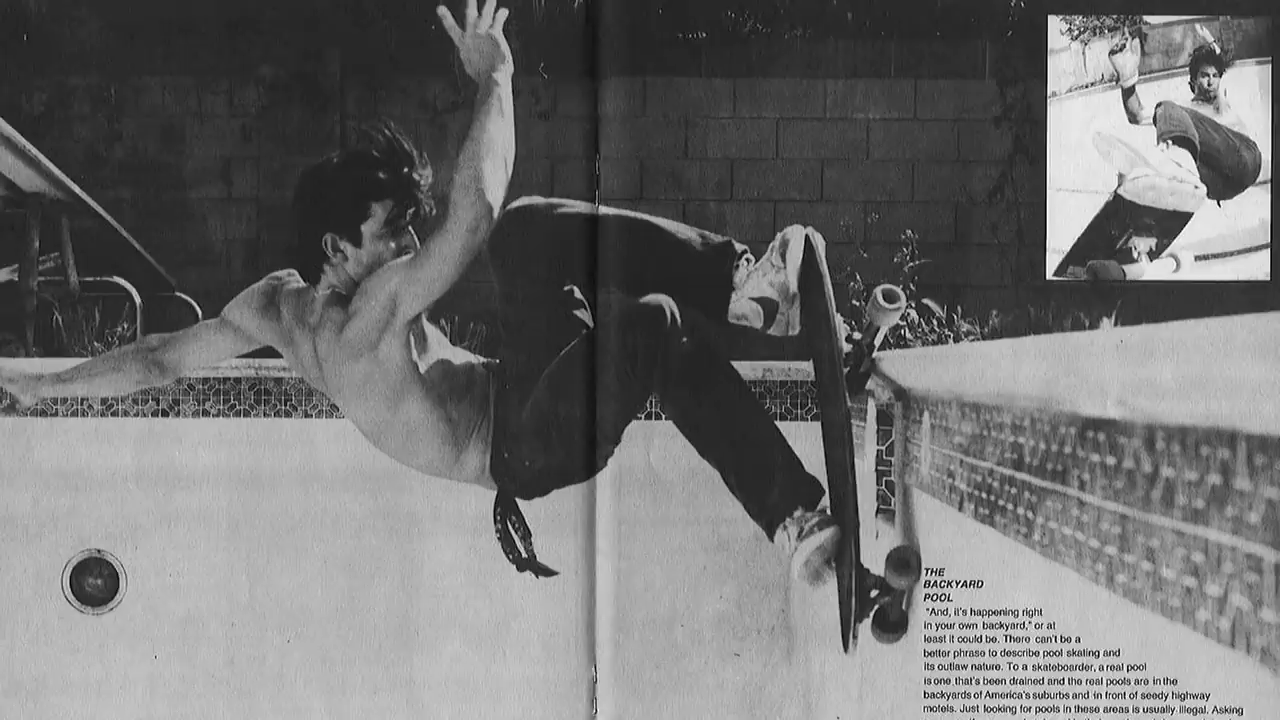 THE
BACKYARD
POOL
"And, it's happening right
in your own backyard," or at
least it could be. There can't be a
better phrase to describe pool skating and
its outlaw nature. To a skateboarder, a real pool
is one that's been drained and the real pools are in the
backyards of America's suburbs and in front of seedy highway
motels. Just looking for pools in these areas is usually illegal. Asking